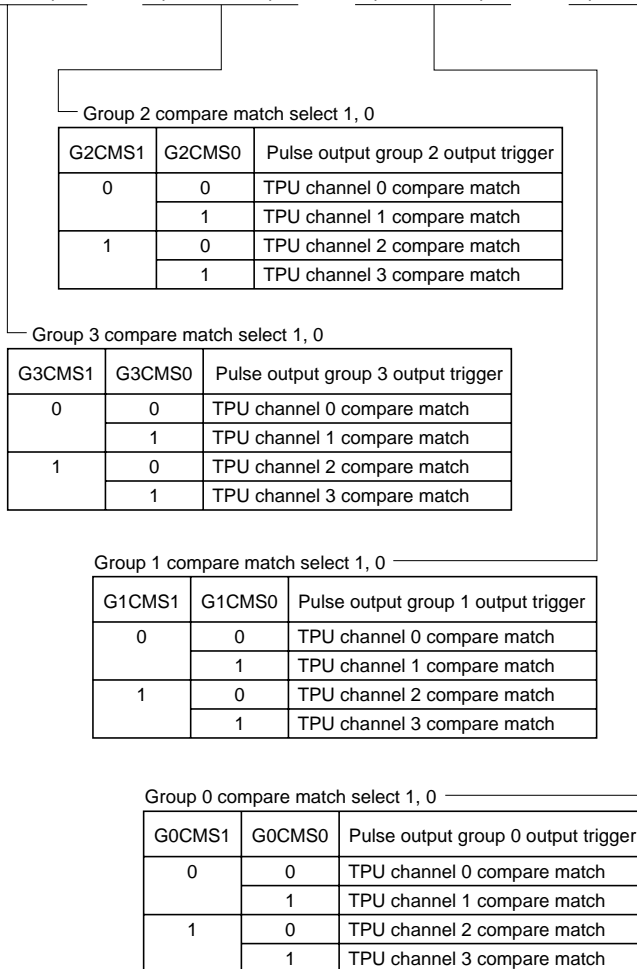 Group 2 compare match select 1, 0
G2CMS1 G2CMS0 Pulse output group 2 output trigger
0 0 TPU channel 0 compare match
1 TPU channel 1 compare match
1 0 TPU channel 2 compare match
1 TPU channel 3 compare match
Group 3 compare match select 1, 0
G3CMS1 G3CMS0 Pulse output group 3 output trigger
0 0 TPU channel 0 compare match
1 TPU channel 1 compare match
1 0 TPU channel 2 compare match
1 TPU channel 3 compare match
Group 1 compare match select 1, 0
G1CMS1 G1CMS0 Pulse output group 1 output trigger
0 0 TPU channel 0 compare match
1 TPU channel 1 compare match
1 0 TPU channel 2 compare match
1 TPU channel 3 compare match
Group 0 compare match select 1, 0
G0CMS1 G0CMS0 Pulse output group 0 output trigger
0 0 TPU channel 0 compare match
1 TPU channel 1 compare match
1 0 TPU channel 2 compare match
1 TPU channel 3 compare match